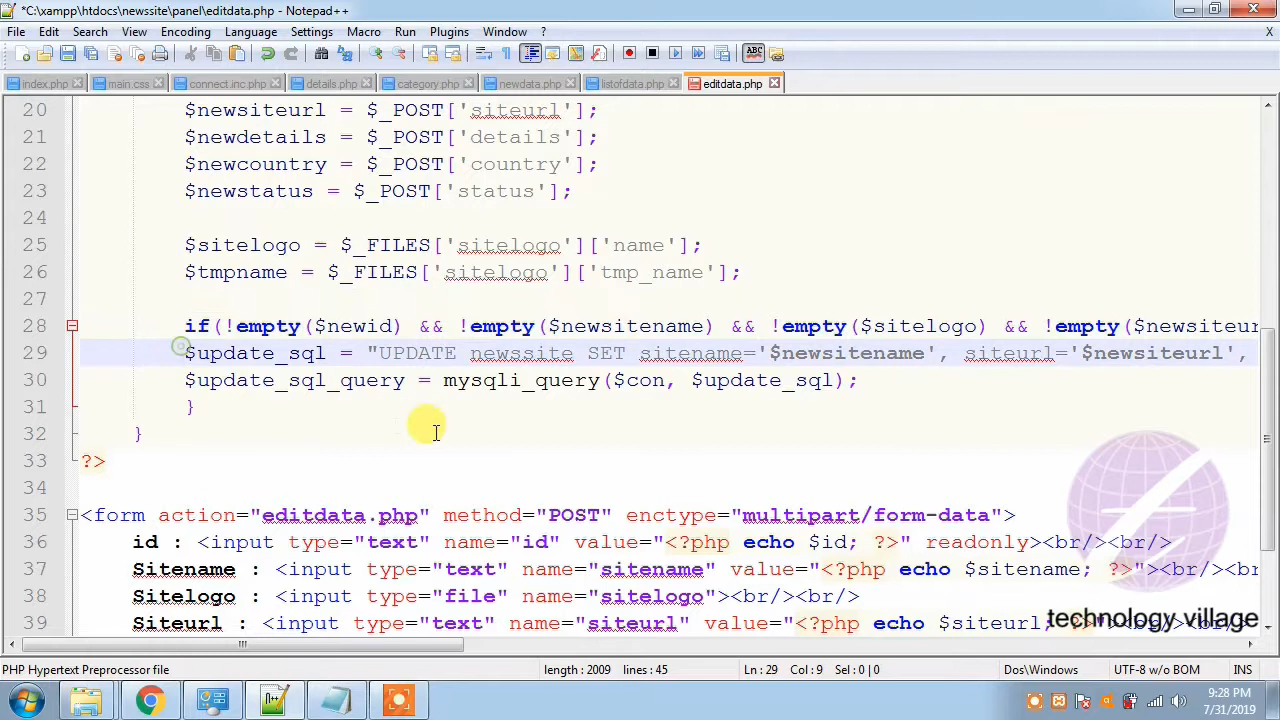 *C:\xampp\htdocs\newssite\panel\editdata.php - Notepad++
File Edit Search View Encoding Language Settings Macro Run Plugins Window ? X
index.php main.css connect.inc.php details.php category.php newdata.php listofdata.php editdata.php
20 $newsiteurl = $_POST['siteurl'];
21 $newdetails = $_POST['details'];
22 $newcountry = $_POST['country'];
23 $newstatus = $_POST['status'];
24
25 $sitelogo = $_FILES['sitelogo']['name'];
26 $tmpname = $_FILES['sitelogo']['tmp_name'];
27
28 if(!empty($newid) && !empty($newsitename) && !empty($sitelogo) && !empty($newsiteur
29 $update_sql = "UPDATE newssite SET sitename='$newsitename', siteurl='$newsiteurl',
30 $update_sql_query = mysqli_query($con, $update_sql);
31 }
32 }
33 ?>
34
35 <form action="editdata.php" method="POST" enctype="multipart/form-data">
36 id : <input type="text" name="id" value="<?php echo $id; ?>" readonly><br/><br/>
37 Sitename : <input type="text" name="sitename" value="<?php echo $sitename; ?>"><br/><br
38 Sitelogo : <input type="file" name="sitelogo"><br/><br/>
39 Siteurl : <input type="text" name="siteurl" value="<?php echo $siteurl; ?>"><br/><br/>
technology village
PHP Hypertext Preprocessor file length : 2009 lines : 45 Ln : 29 Col : 9 Sel : 0 | 0 Dos\Windows UTF-8 w/o BOM INS
9:28 PM
7/31/2019